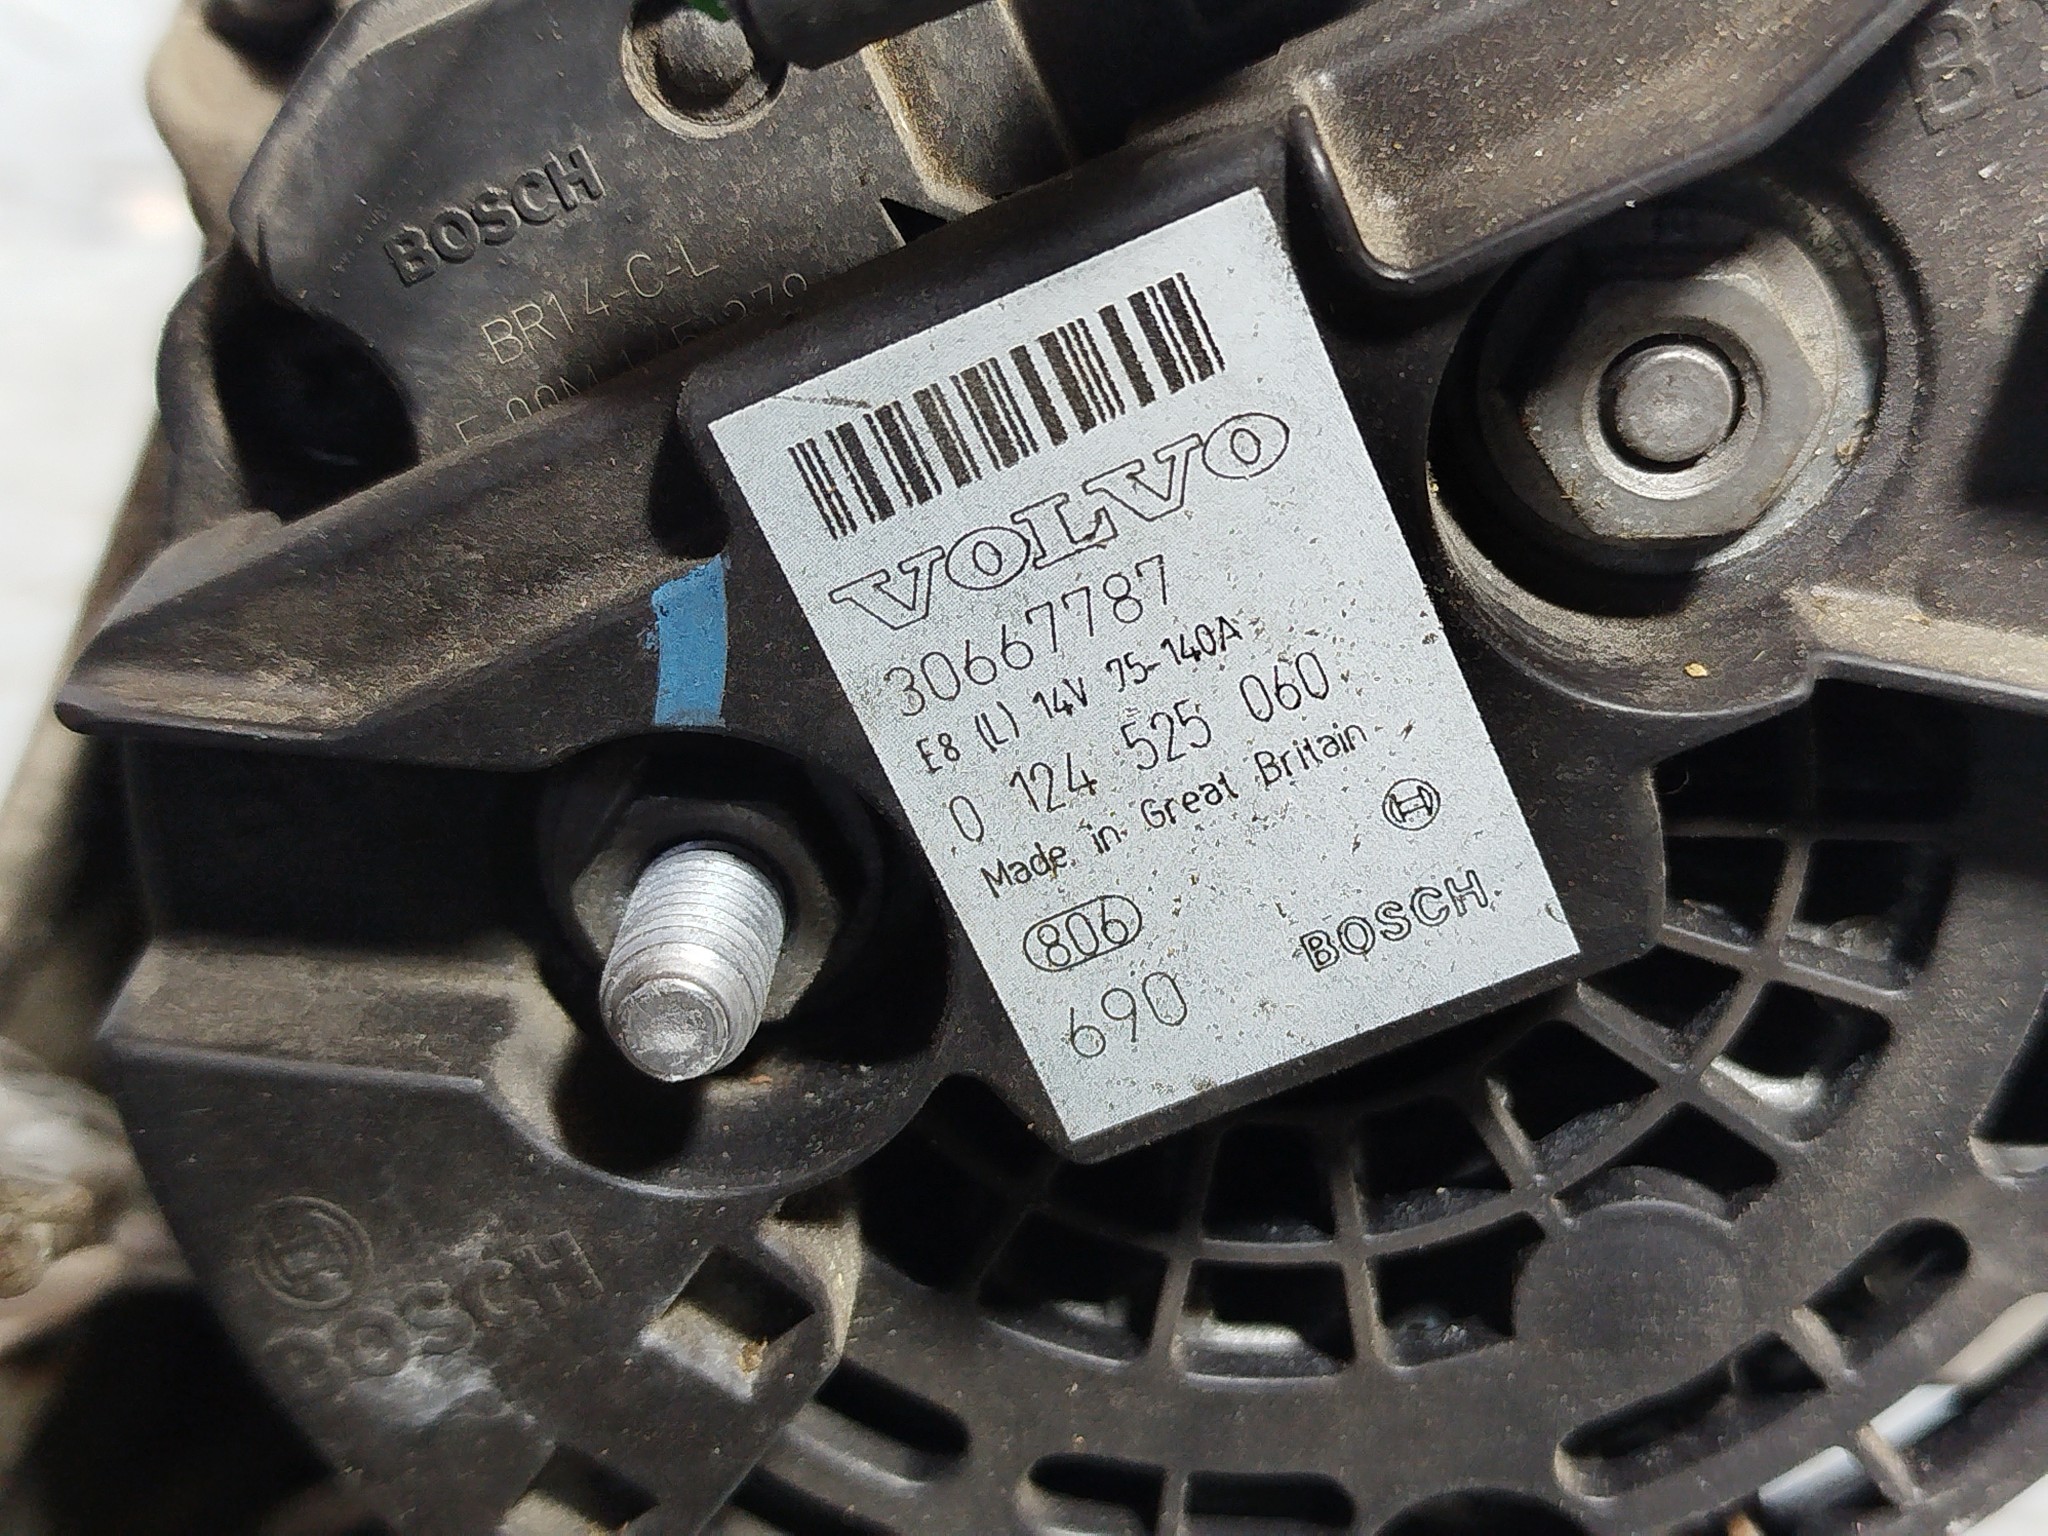 BOSCH
BR14-C-L
VOLVO
30667787
E8 (L) 14V 75-140A
0 124 525 060
Made in Great Britain
806
BOSCH
690
BOSCH